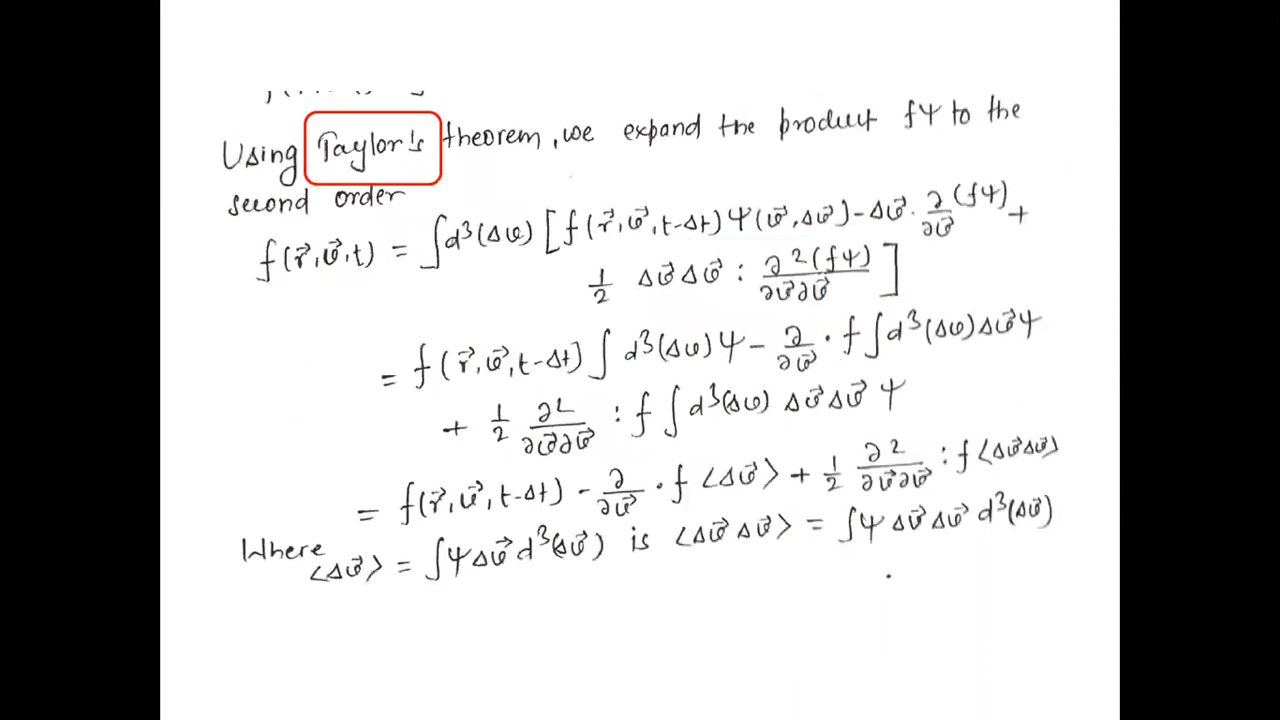 Using Taylor's theorem, we expand the product fΨ to the
second order
f(r⃗,v⃗,t) = ∫d³(Δv) [f(r⃗,v⃗,t-Δt)Ψ(v⃗,Δv⃗) - Δv⃗·∂/∂v⃗(fΨ) +
1/2 Δv⃗Δv⃗ : ∂²(fΨ)/∂v⃗∂v⃗ ]
= f(r⃗,v⃗,t-Δt) ∫ d³(Δv)Ψ - ∂/∂v⃗ · f ∫d³(Δv)Δv⃗Ψ
+ 1/2 ∂²/∂v⃗∂v⃗ : f ∫ d³(Δv) Δv⃗Δv⃗ Ψ
= f(r⃗,v⃗,t-Δt) - ∂/∂v⃗ · f ⟨Δv⃗⟩ + 1/2 ∂²/∂v⃗∂v⃗ : f⟨Δv⃗Δv⃗⟩
Where ⟨Δv⃗⟩ = ∫ΨΔv⃗d³(Δv⃗) is ⟨Δv⃗Δv⃗⟩ = ∫ΨΔv⃗Δv⃗d³(Δv⃗)